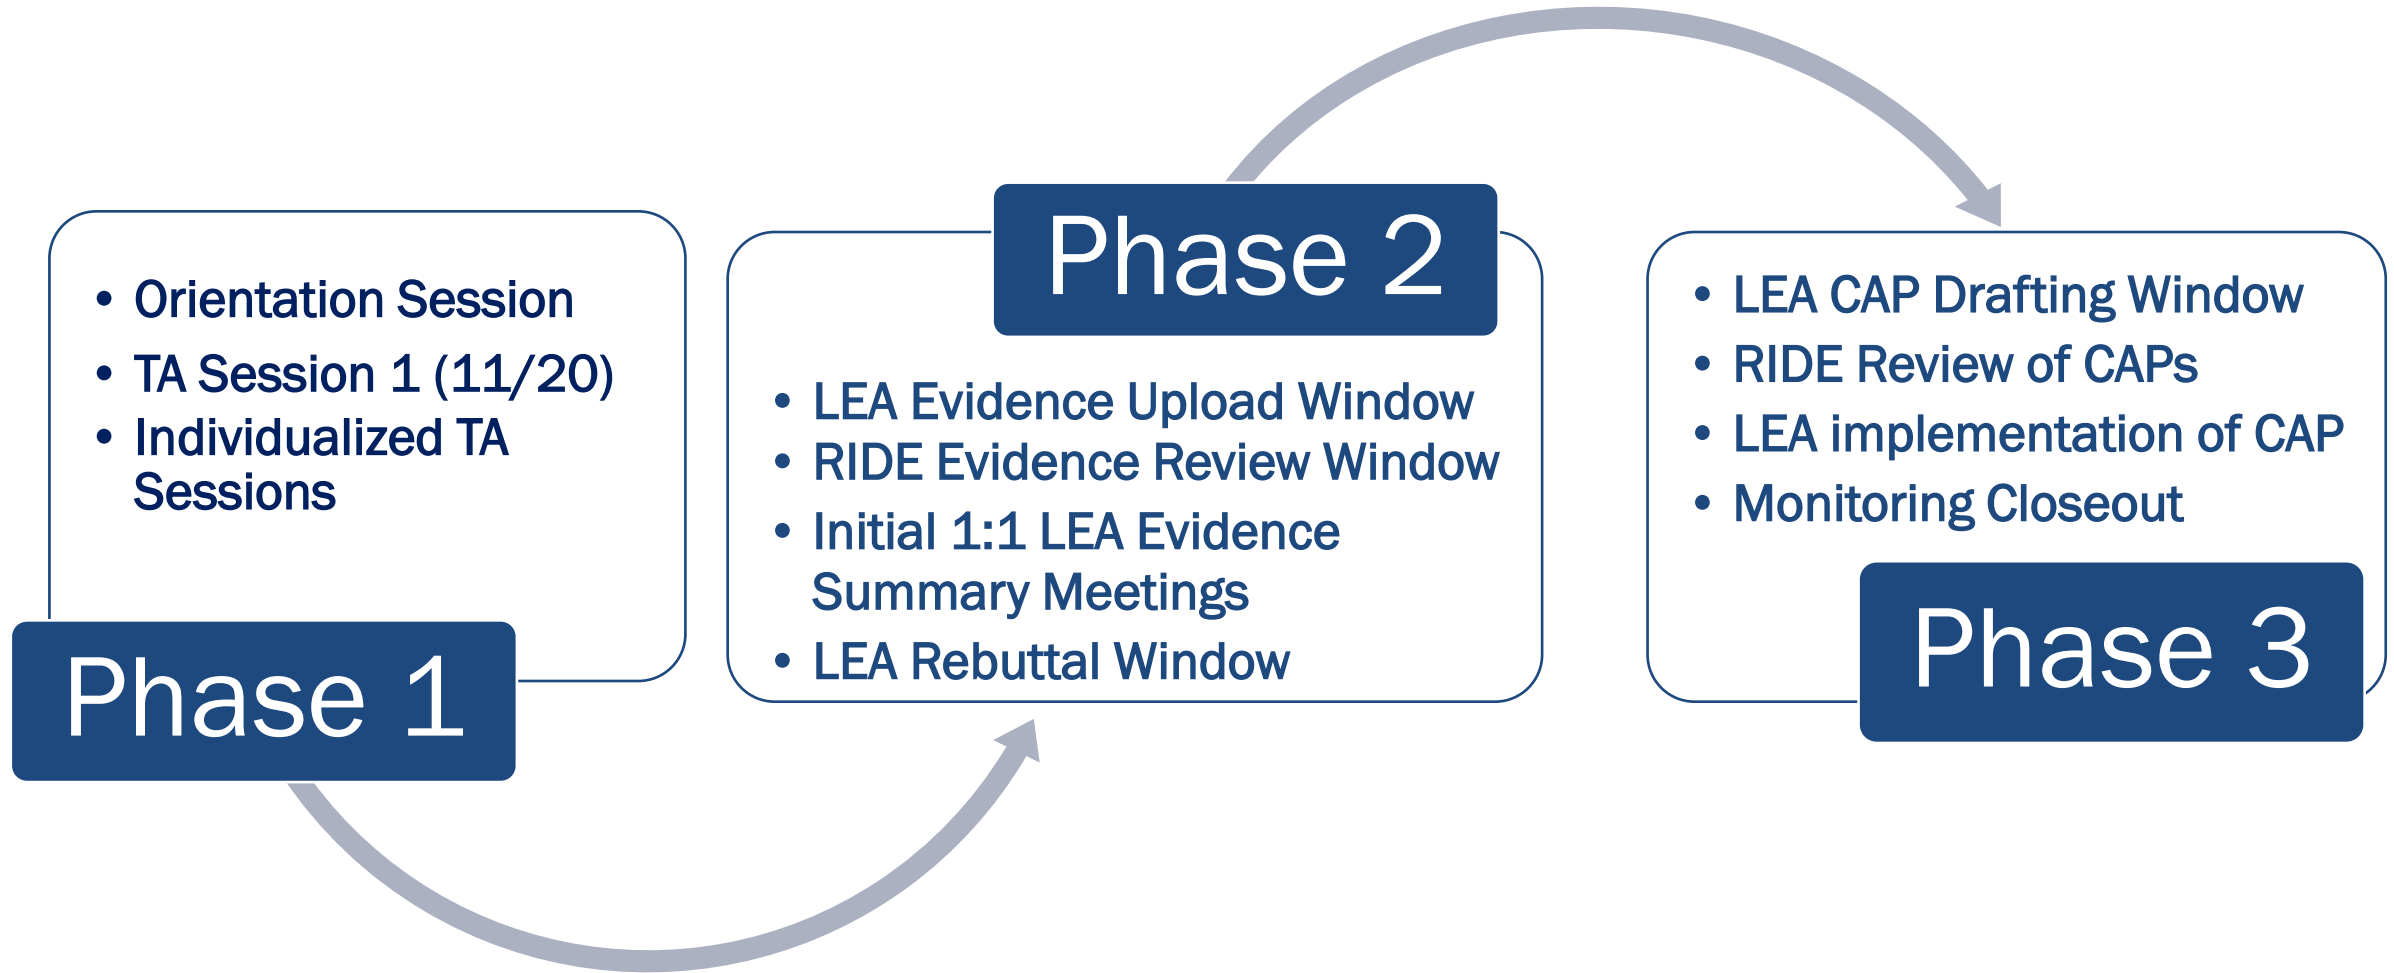 • Orientation Session
• TA Session 1 (11/20)
• Individualized TA
Sessions
Phase 1
Phase 2
• LEA Evidence Upload Window
• RIDE Evidence Review Window
• Initial 1:1 LEA Evidence
Summary Meetings
• LEA Rebuttal Window
• LEA CAP Drafting Window
• RIDE Review of CAPs
• LEA implementation of CAP
• Monitoring Closeout
Phase 3